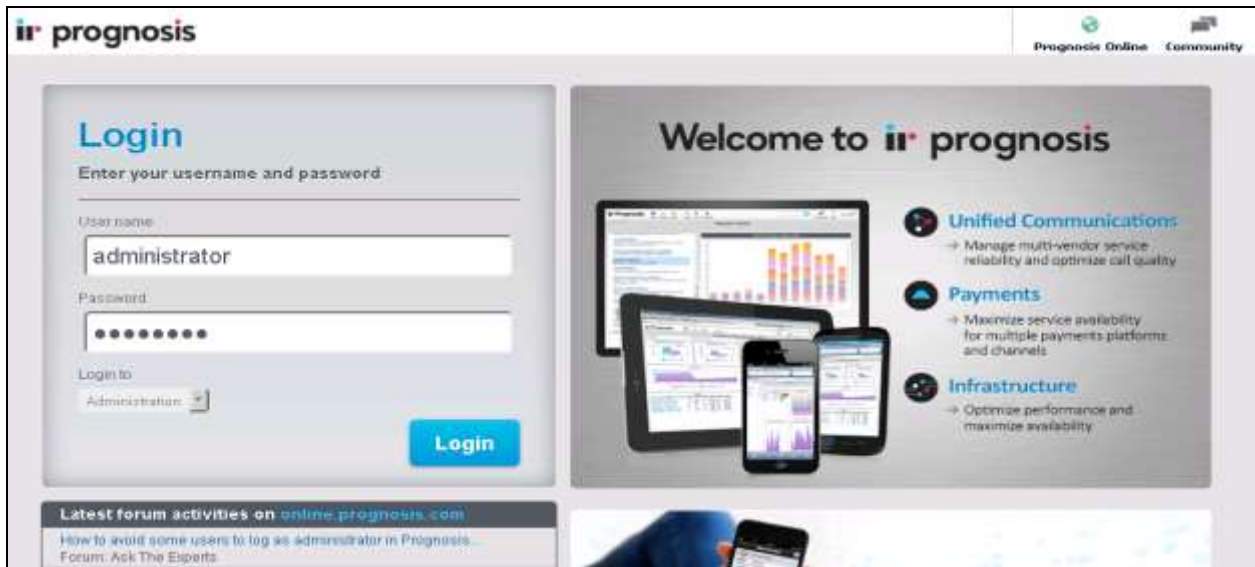 ir prognosis
Prognosis Online Community
Login
Enter your username and password
User name
administrator
Password
●●●●●●●●
Login to
Administration
Login
Welcome to ir prognosis
Unified Communications
→ Manage multi-vendor service
reliability and optimize call quality
Payments
→ Maximize service availability
for multiple payments platforms
and channels
Infrastructure
→ Optimize performance and
maximize availability
Latest forum activities on online.prognosis.com
How to avoid some users to log as administrator in Prognosis...
Forum: Ask The Experts